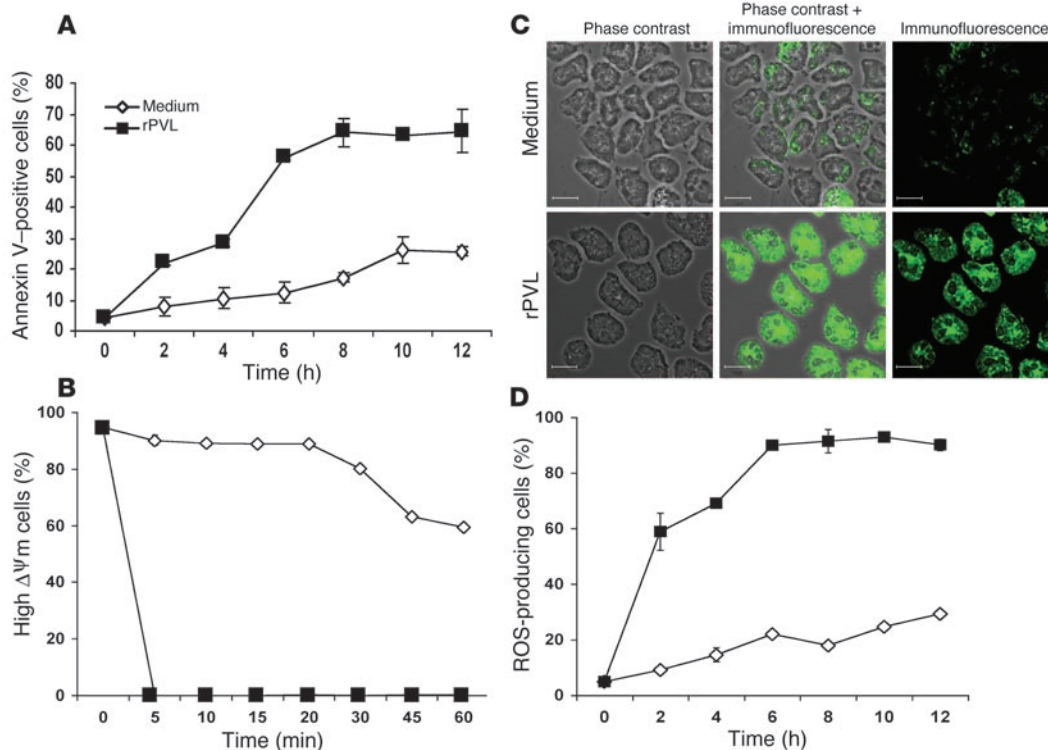 A
Annexin V–positive cells (%)
80
70
60
50
40
30
20
10
0
Medium
rPVL
0 2 4 6 8 10 12
Time (h)
B
High ΔΨm cells (%)
100
80
60
40
20
0
0 5 10 15 20 30 45 60
Time (min)
C
Phase contrast
Phase contrast +
immunofluorescence
Immunofluorescence
Medium
rPVL
D
ROS-producing cells (%)
100
80
60
40
20
0
0 2 4 6 8 10 12
Time (h)